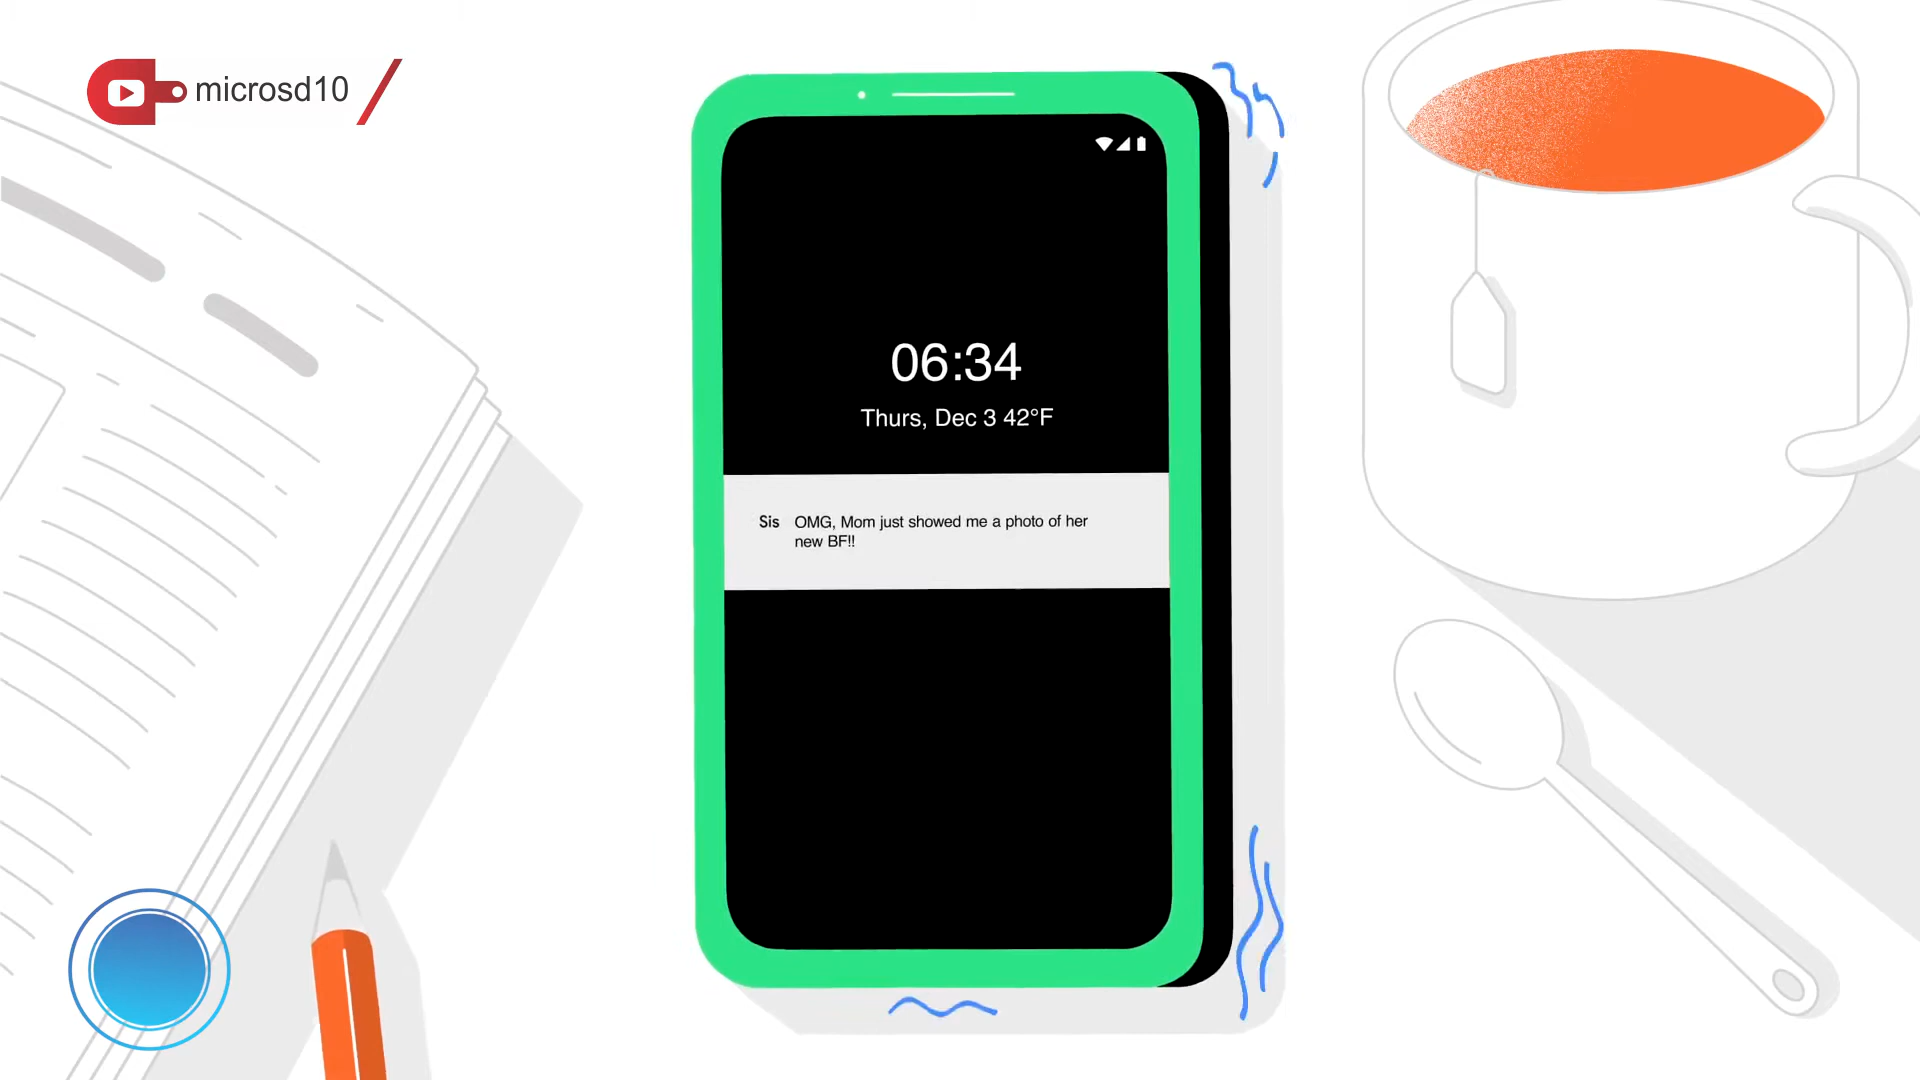 microsd10
06:34
Thurs, Dec 3 42°F
Sis OMG, Mom just showed me a photo of her
new BF!!